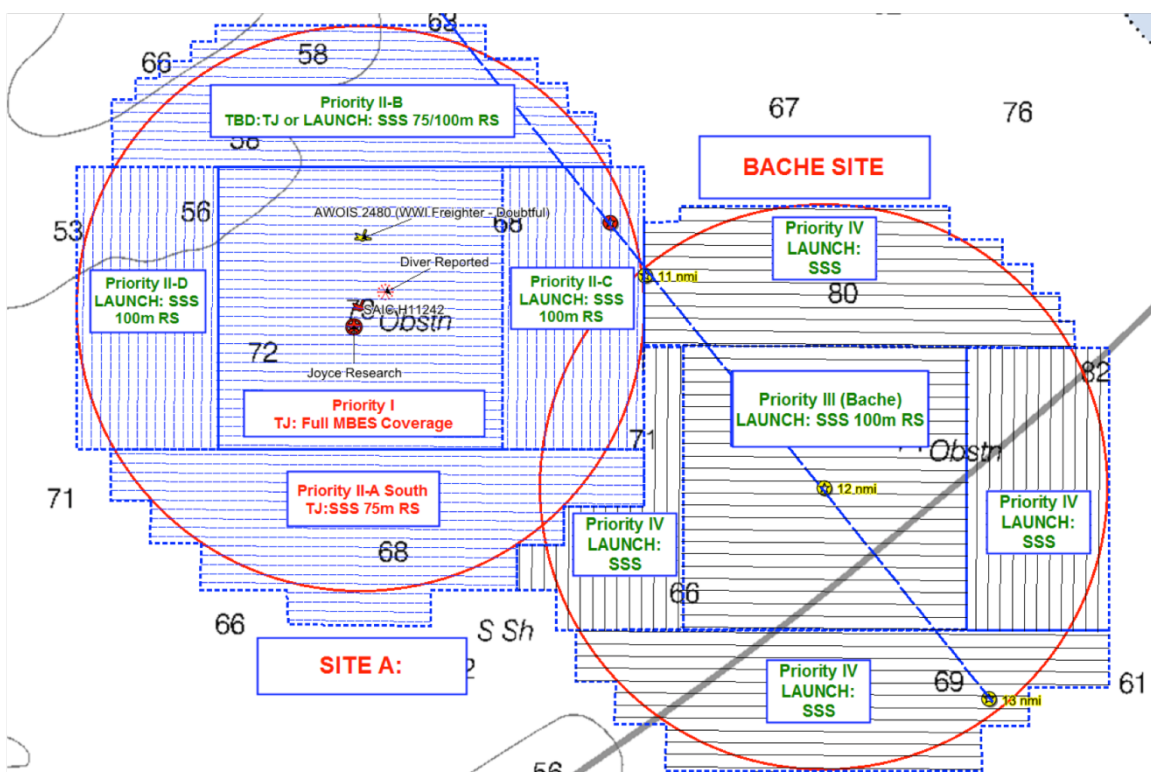 63
58
66
67
76
Priority II-B
TBD: TJ or LAUNCH: SSS 75/100m RS
58
BACHE SITE
53
56
AWOIS 2480 (WWI Freighter - Doubtful)
68
Priority IV
LAUNCH:
SSS
Diver Reported
11 nmi
Priority II-D
LAUNCH: SSS
100m RS
Priority II-C
LAUNCH: SSS
100m RS
80
SAIC H11242
Obstn
72
Joyce Research
82
Priority I
TJ: Full MBES Coverage
Priority III (Bache)
LAUNCH: SSS 100m RS
71
Obstn
71
Priority II-A South
TJ:SSS 75m RS
12 nmi
Priority IV
LAUNCH:
SSS
Priority IV
LAUNCH:
SSS
68
66
66
S Sh
SITE A:
2
Priority IV
LAUNCH:
SSS
69
13 nmi
61
56